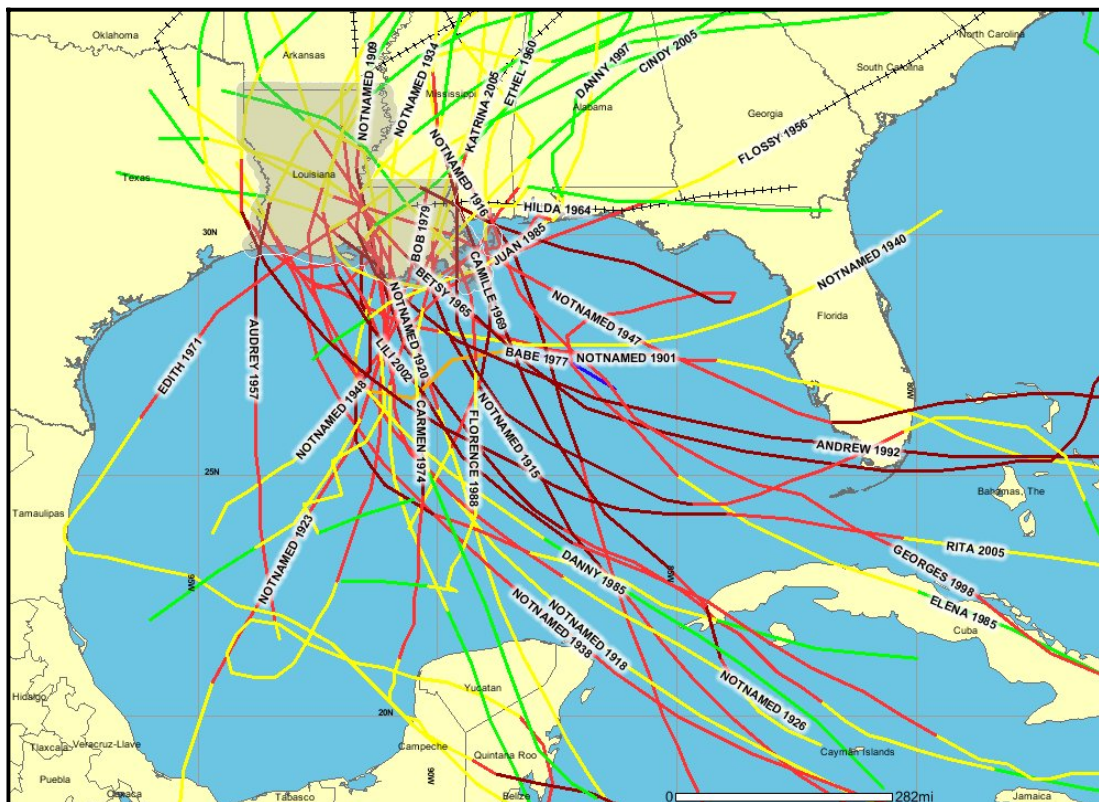 Oklahoma
Arkansas
NOTNAMED 1909
NOTNAMED 1934
Mississippi
KATRINA 2005
ETHEL 1960
DANNY 1997
CINDY 2005
Alabama
North Carolina
South Carolina
Georgia
FLOSSY 1956
Texas
Louisiana
NOTNAMED 1916
HILDA 1964
30N
BOB 1979
JUAN 1985
BETSY 1965
CAMILLE 1969
NOTNAMED 1940
Florida
NOTNAMED 1947
EDITH 1971
AUDREY 1957
NOTNAMED 1920
LILI 2002
BABE 1977
NOTNAMED 1901
80W
NOTNAMED 1948
CARMEN 1974
FLORENCE 1988
NOTNAMED 1915
ANDREW 1992
25N
Bahamas, The
Tamaulipas
NOTNAMED 1923
95W
DANNY 1985
85W
RITA 2005
GEORGES 1998
ELENA 1985
Cuba
NOTNAMED 1918
NOTNAMED 1938
NOTNAMED 1926
Hidalgo
Yucatan
20N
Tlaxcala
Veracruz-Llave
Campeche
Quintana Roo
Cayman Islands
Puebla
90W
Oaxaca
Tabasco
Belize
0
282mi
Jamaica